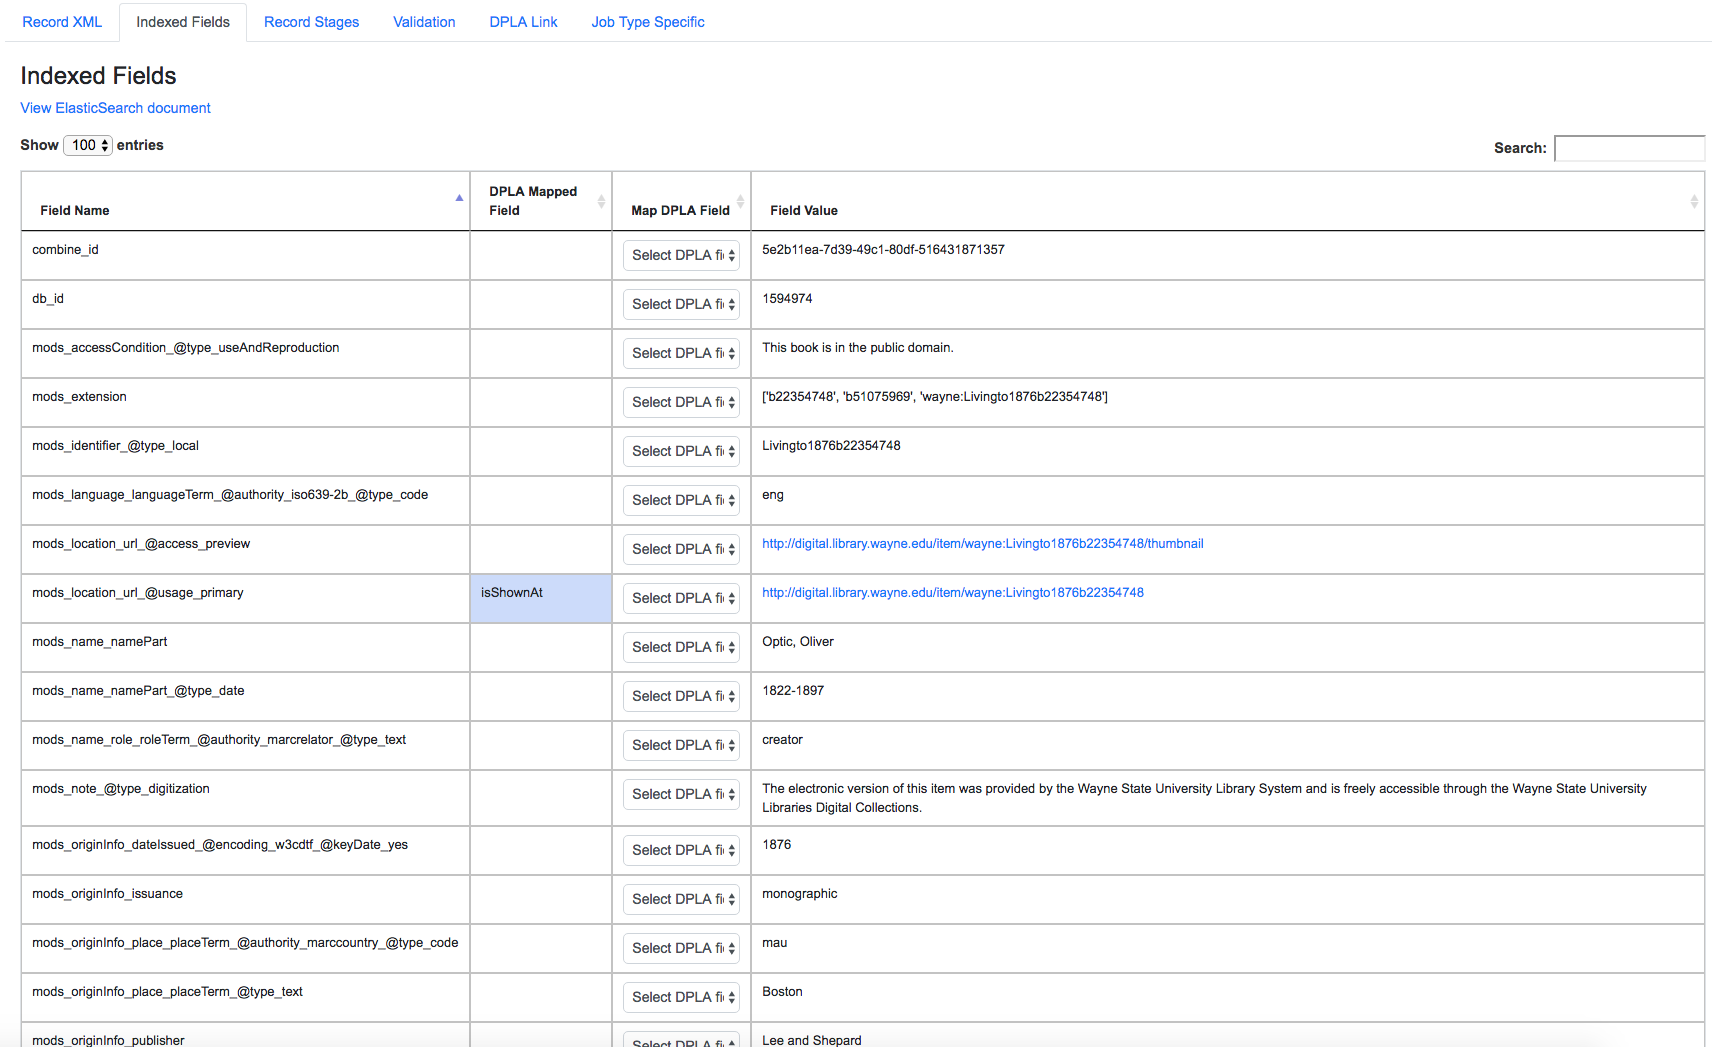 Record XML Indexed Fields Record Stages Validation DPLA Link Job Type Specific
Indexed Fields
View ElasticSearch document
Show 100 entries
Search:
Field Name DPLA Mapped Field Map DPLA Field Field Value
combine_id Select DPLA fi 5e2b11ea-7d39-49c1-80df-516431871357
db_id Select DPLA fi 1594974
mods_accessCondition_@type_useAndReproduction Select DPLA fi This book is in the public domain.
mods_extension Select DPLA fi ['b22354748', 'b51075969', 'wayne:Livingto1876b22354748']
mods_identifier_@type_local Select DPLA fi Livingto1876b22354748
mods_language_languageTerm_@authority_iso639-2b_@type_code Select DPLA fi eng
mods_location_url_@access_preview Select DPLA fi http://digital.library.wayne.edu/item/wayne:Livingto1876b22354748/thumbnail
mods_location_url_@usage_primary isShownAt Select DPLA fi http://digital.library.wayne.edu/item/wayne:Livingto1876b22354748
mods_name_namePart Select DPLA fi Optic, Oliver
mods_name_namePart_@type_date Select DPLA fi 1822-1897
mods_name_role_roleTerm_@authority_marcrelator_@type_text Select DPLA fi creator
mods_note_@type_digitization Select DPLA fi The electronic version of this item was provided by the Wayne State University Library System and is freely accessible through the Wayne State University
Libraries Digital Collections.
mods_originInfo_dateIssued_@encoding_w3cdtf_@keyDate_yes Select DPLA fi 1876
mods_originInfo_issuance Select DPLA fi monographic
mods_originInfo_place_placeTerm_@authority_marccountry_@type_code Select DPLA fi mau
mods_originInfo_place_placeTerm_@type_text Select DPLA fi Boston
mods_originInfo_publisher Select DPLA fi Lee and Shepard